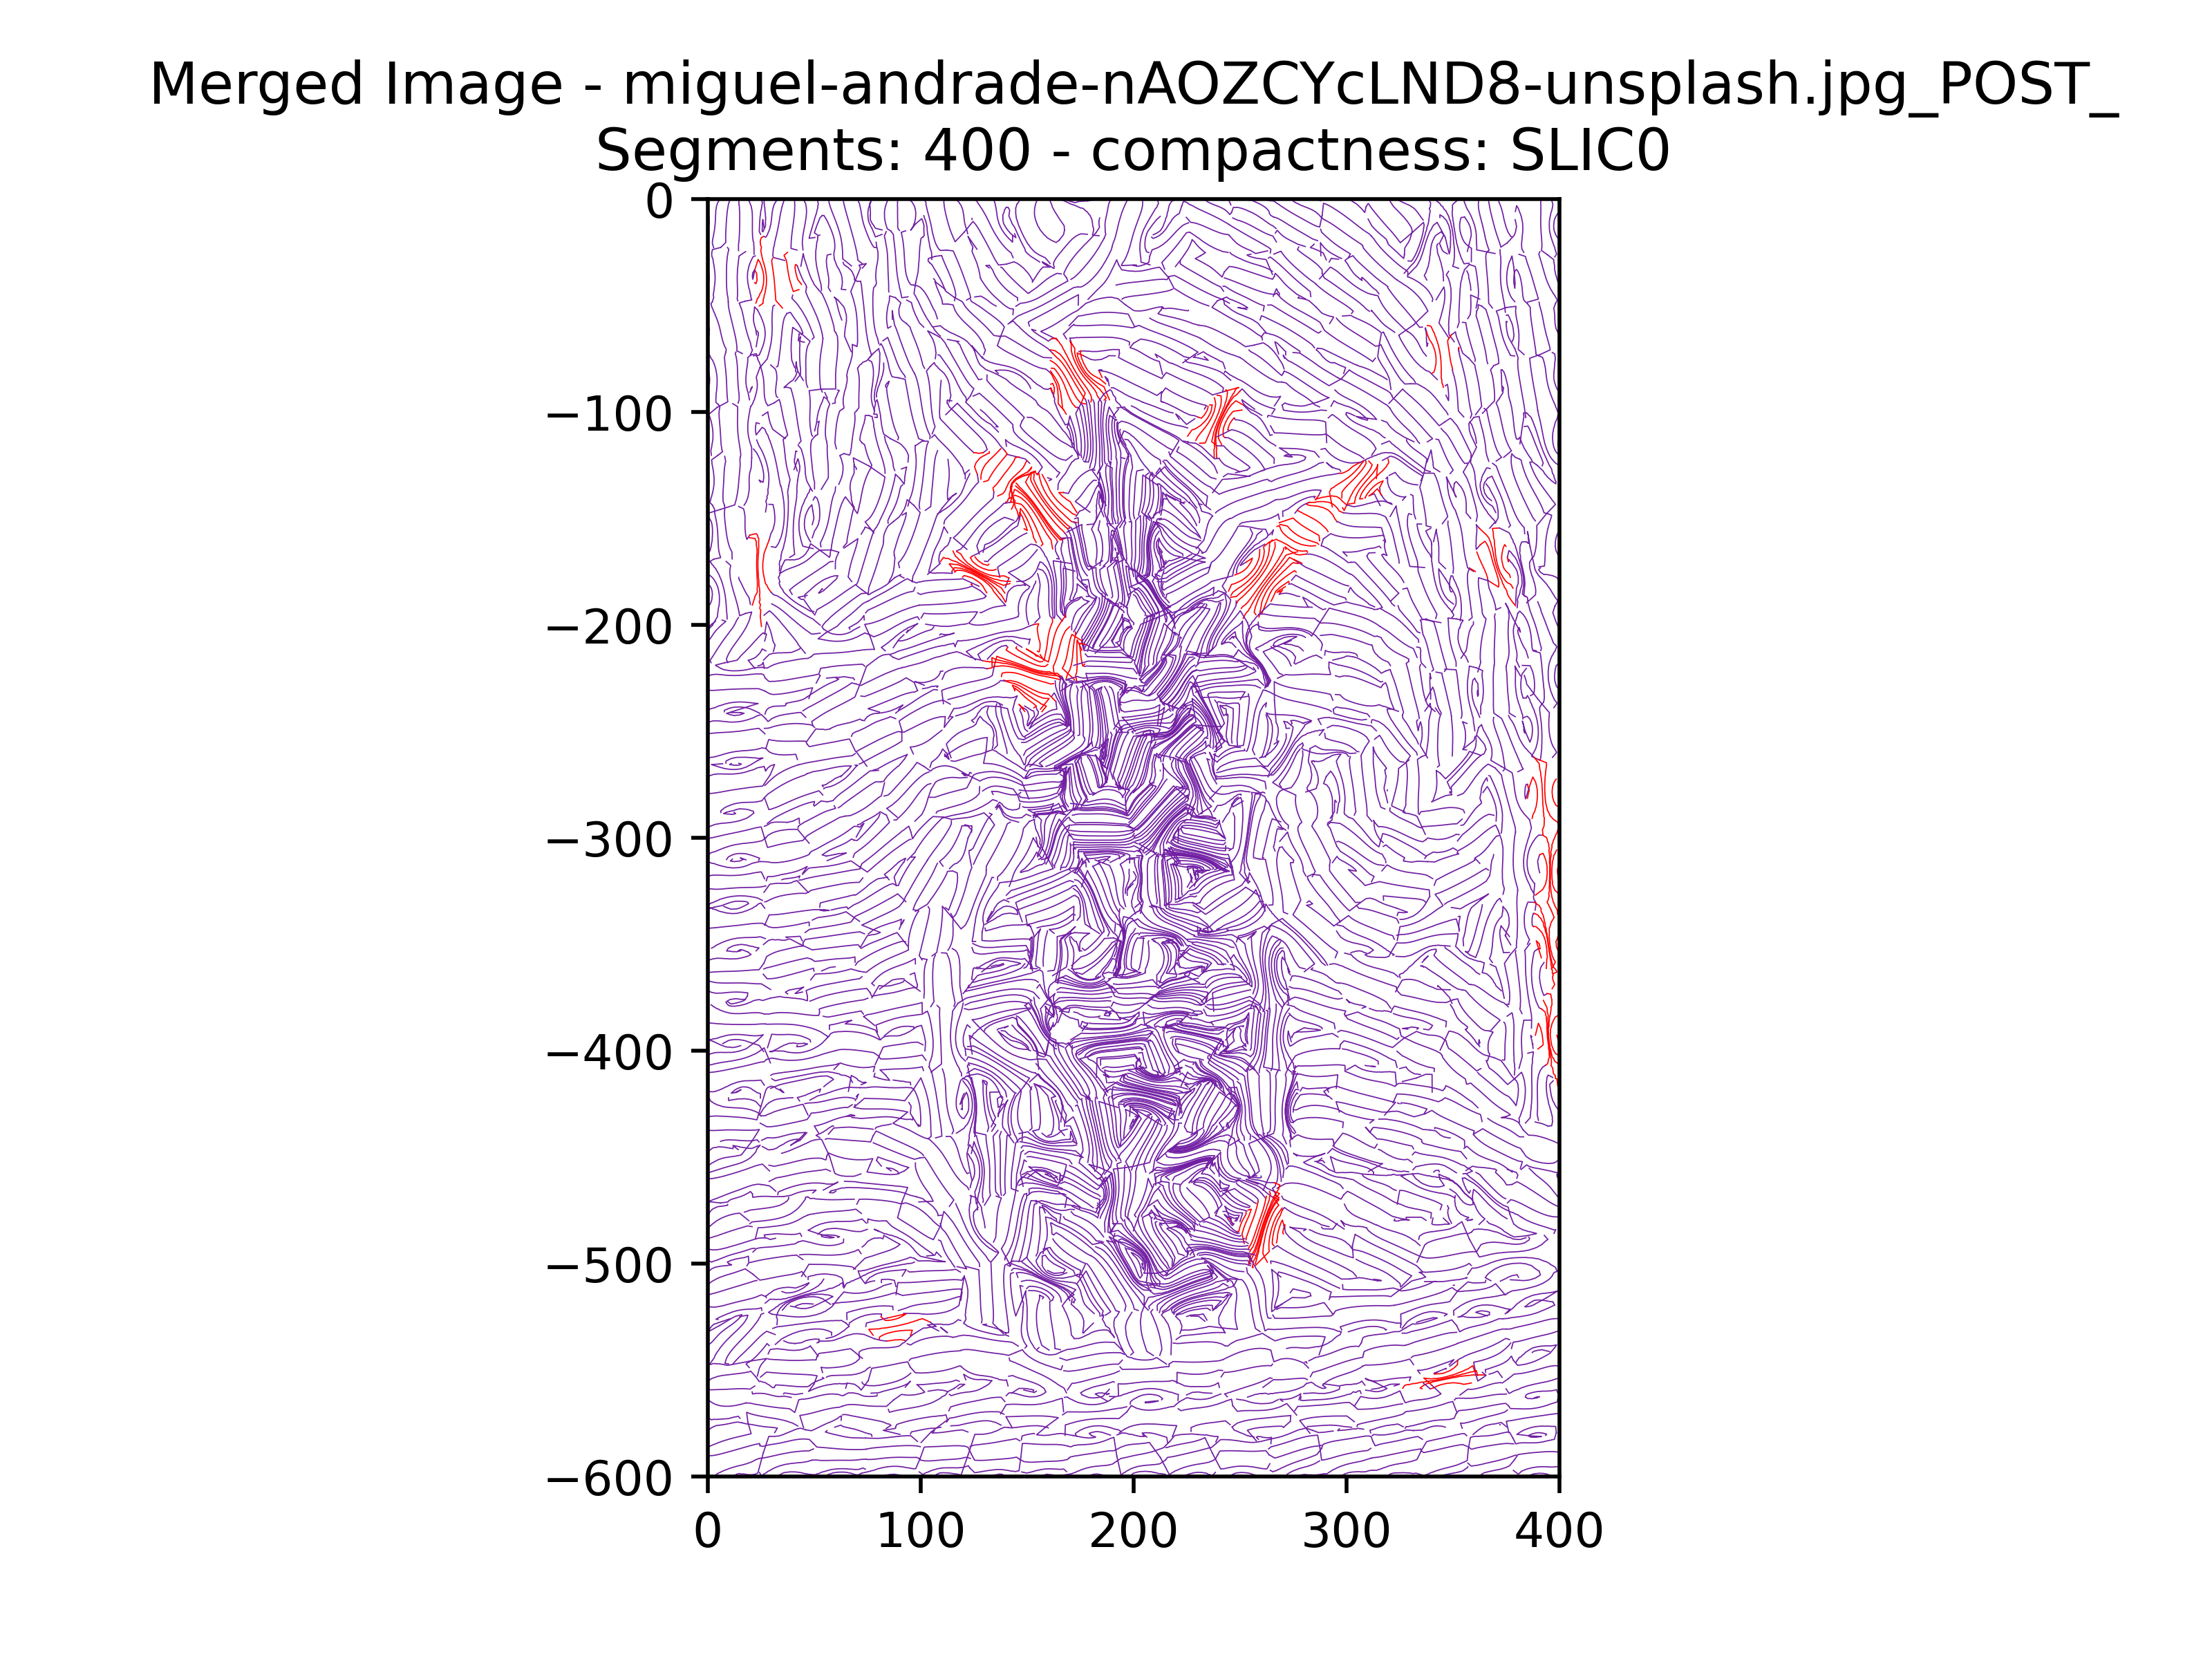 Merged Image - miguel-andrade-nAOZCYcLND8-unsplash.jpg_POST_
Segments: 400 - compactness: SLIC0
0
−100
−200
−300
−400
−500
−600
0 100 200 300 400